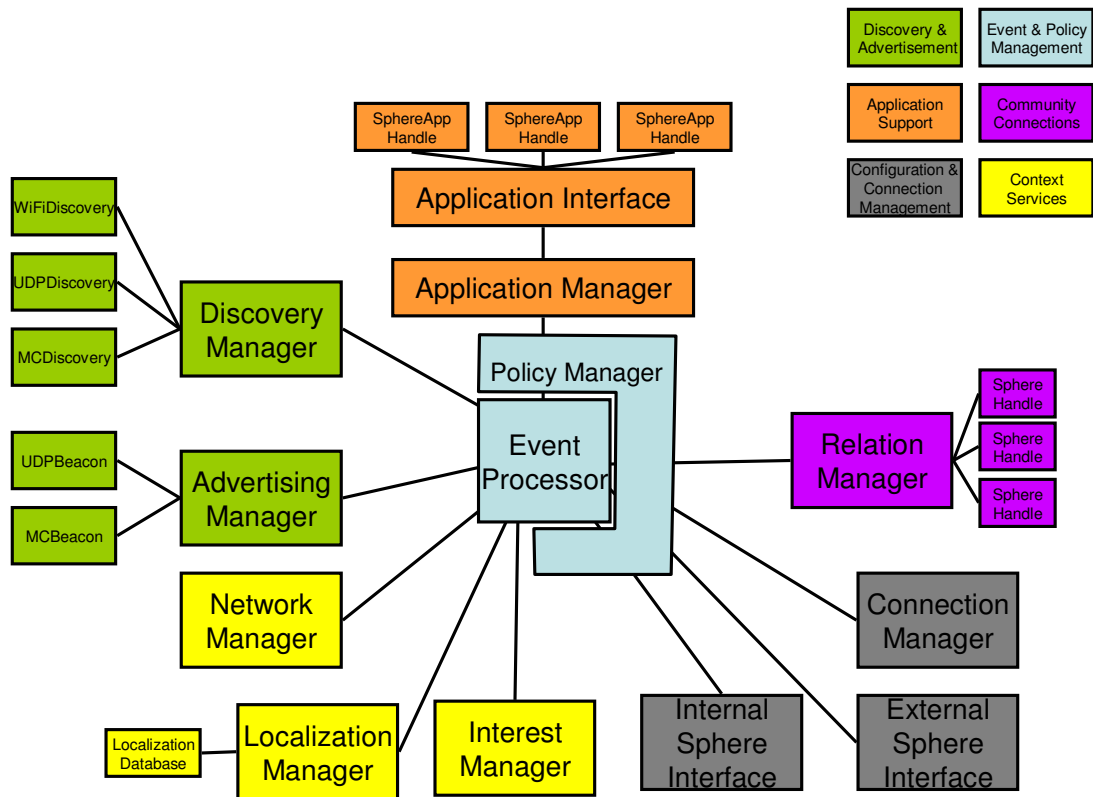 Discovery &
Advertisement
Event & Policy
Management
Application
Support
Community
Connections
Configuration &
Connection
Management
Context
Services
SphereApp
Handle
SphereApp
Handle
SphereApp
Handle
Application Interface
Application Manager
WiFiDiscovery
UDPDiscovery
MCDiscovery
Discovery
Manager
Policy Manager
Event
Processor
UDPBeacon
MCBeacon
Advertising
Manager
Relation
Manager
Sphere
Handle
Sphere
Handle
Sphere
Handle
Network
Manager
Connection
Manager
Localization
Database
Localization
Manager
Interest
Manager
Internal
Sphere
Interface
External
Sphere
Interface